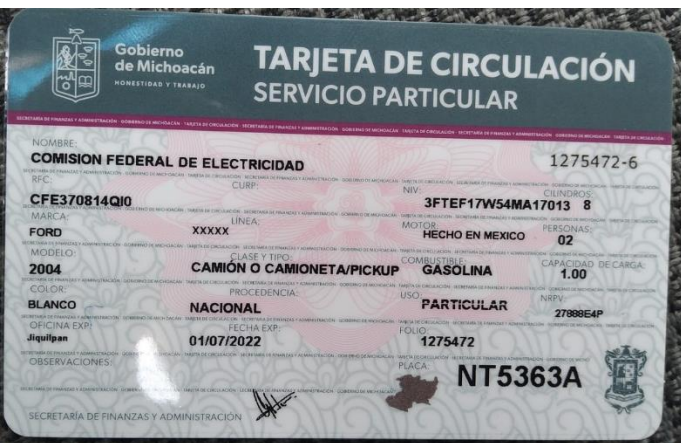 Gobierno
de Michoacán
HONESTIDAD Y TRABAJO
TARJETA DE CIRCULACIÓN
SERVICIO PARTICULAR
NOMBRE:
COMISION FEDERAL DE ELECTRICIDAD 1275472-6
RFC: CURP: NIV: CILINDROS:
CFE370814QI0 3FTEF17W54MA17013 8
MARCA: LÍNEA: MOTOR: PERSONAS:
FORD XXXXX HECHO EN MEXICO 02
MODELO: CLASE Y TIPO: COMBUSTIBLE: CAPACIDAD DE CARGA:
2004 CAMIÓN O CAMIONETA/PICKUP GASOLINA 1.00
COLOR: PROCEDENCIA: USO: NRPV:
BLANCO NACIONAL PARTICULAR 27888E4P
OFICINA EXP: FECHA EXP: FOLIO:
Jiquilpan 01/07/2022 1275472
OBSERVACIONES: PLACA:
NT5363A
SECRETARÍA DE FINANZAS Y ADMINISTRACIÓN